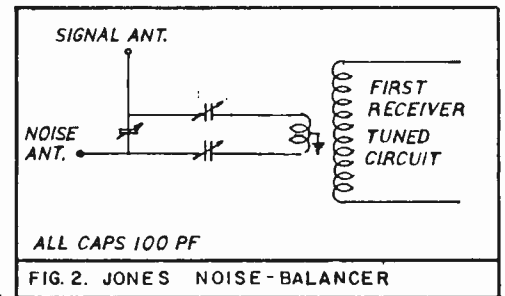 SIGNAL ANT.
NOISE
ANT.
FIRST
RECEIVER
TUNED
CIRCUIT
ALL CAPS 100 PF
FIG. 2. JONES NOISE-BALANCER